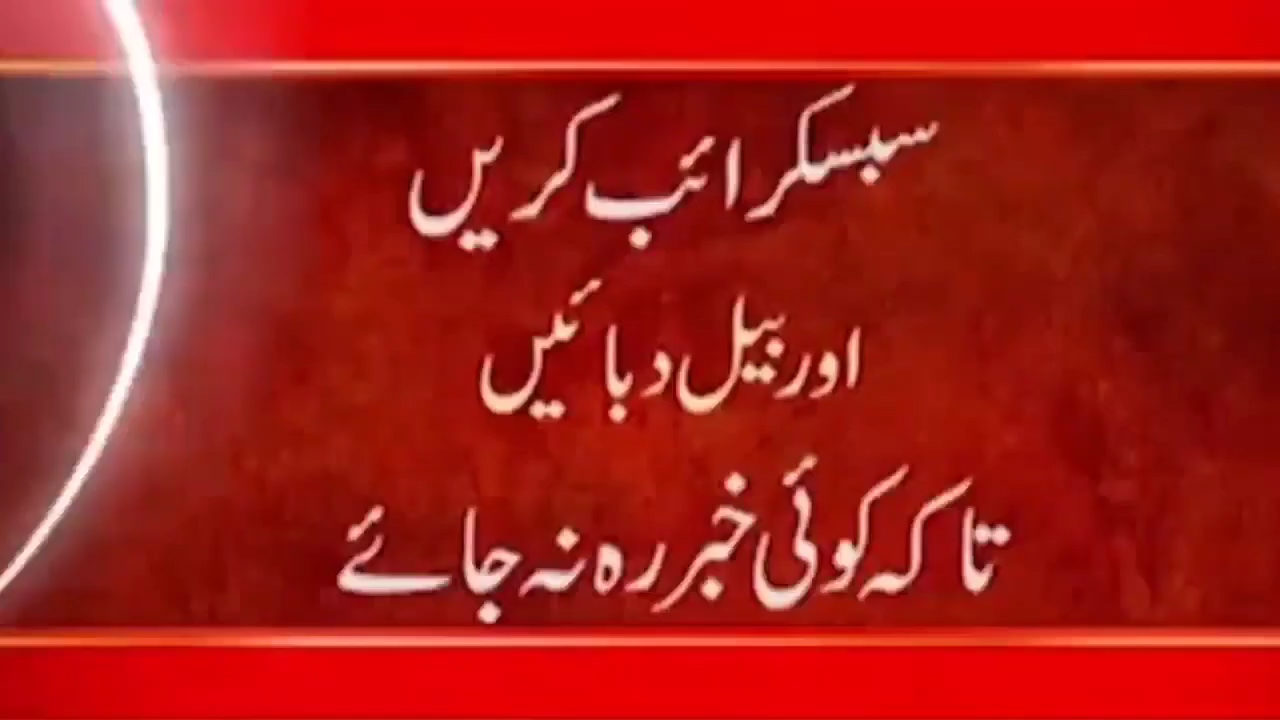 سبسکرائب کریں
اور بیل دبائیں
تاکہ کوئی خبر رہ نہ جائے